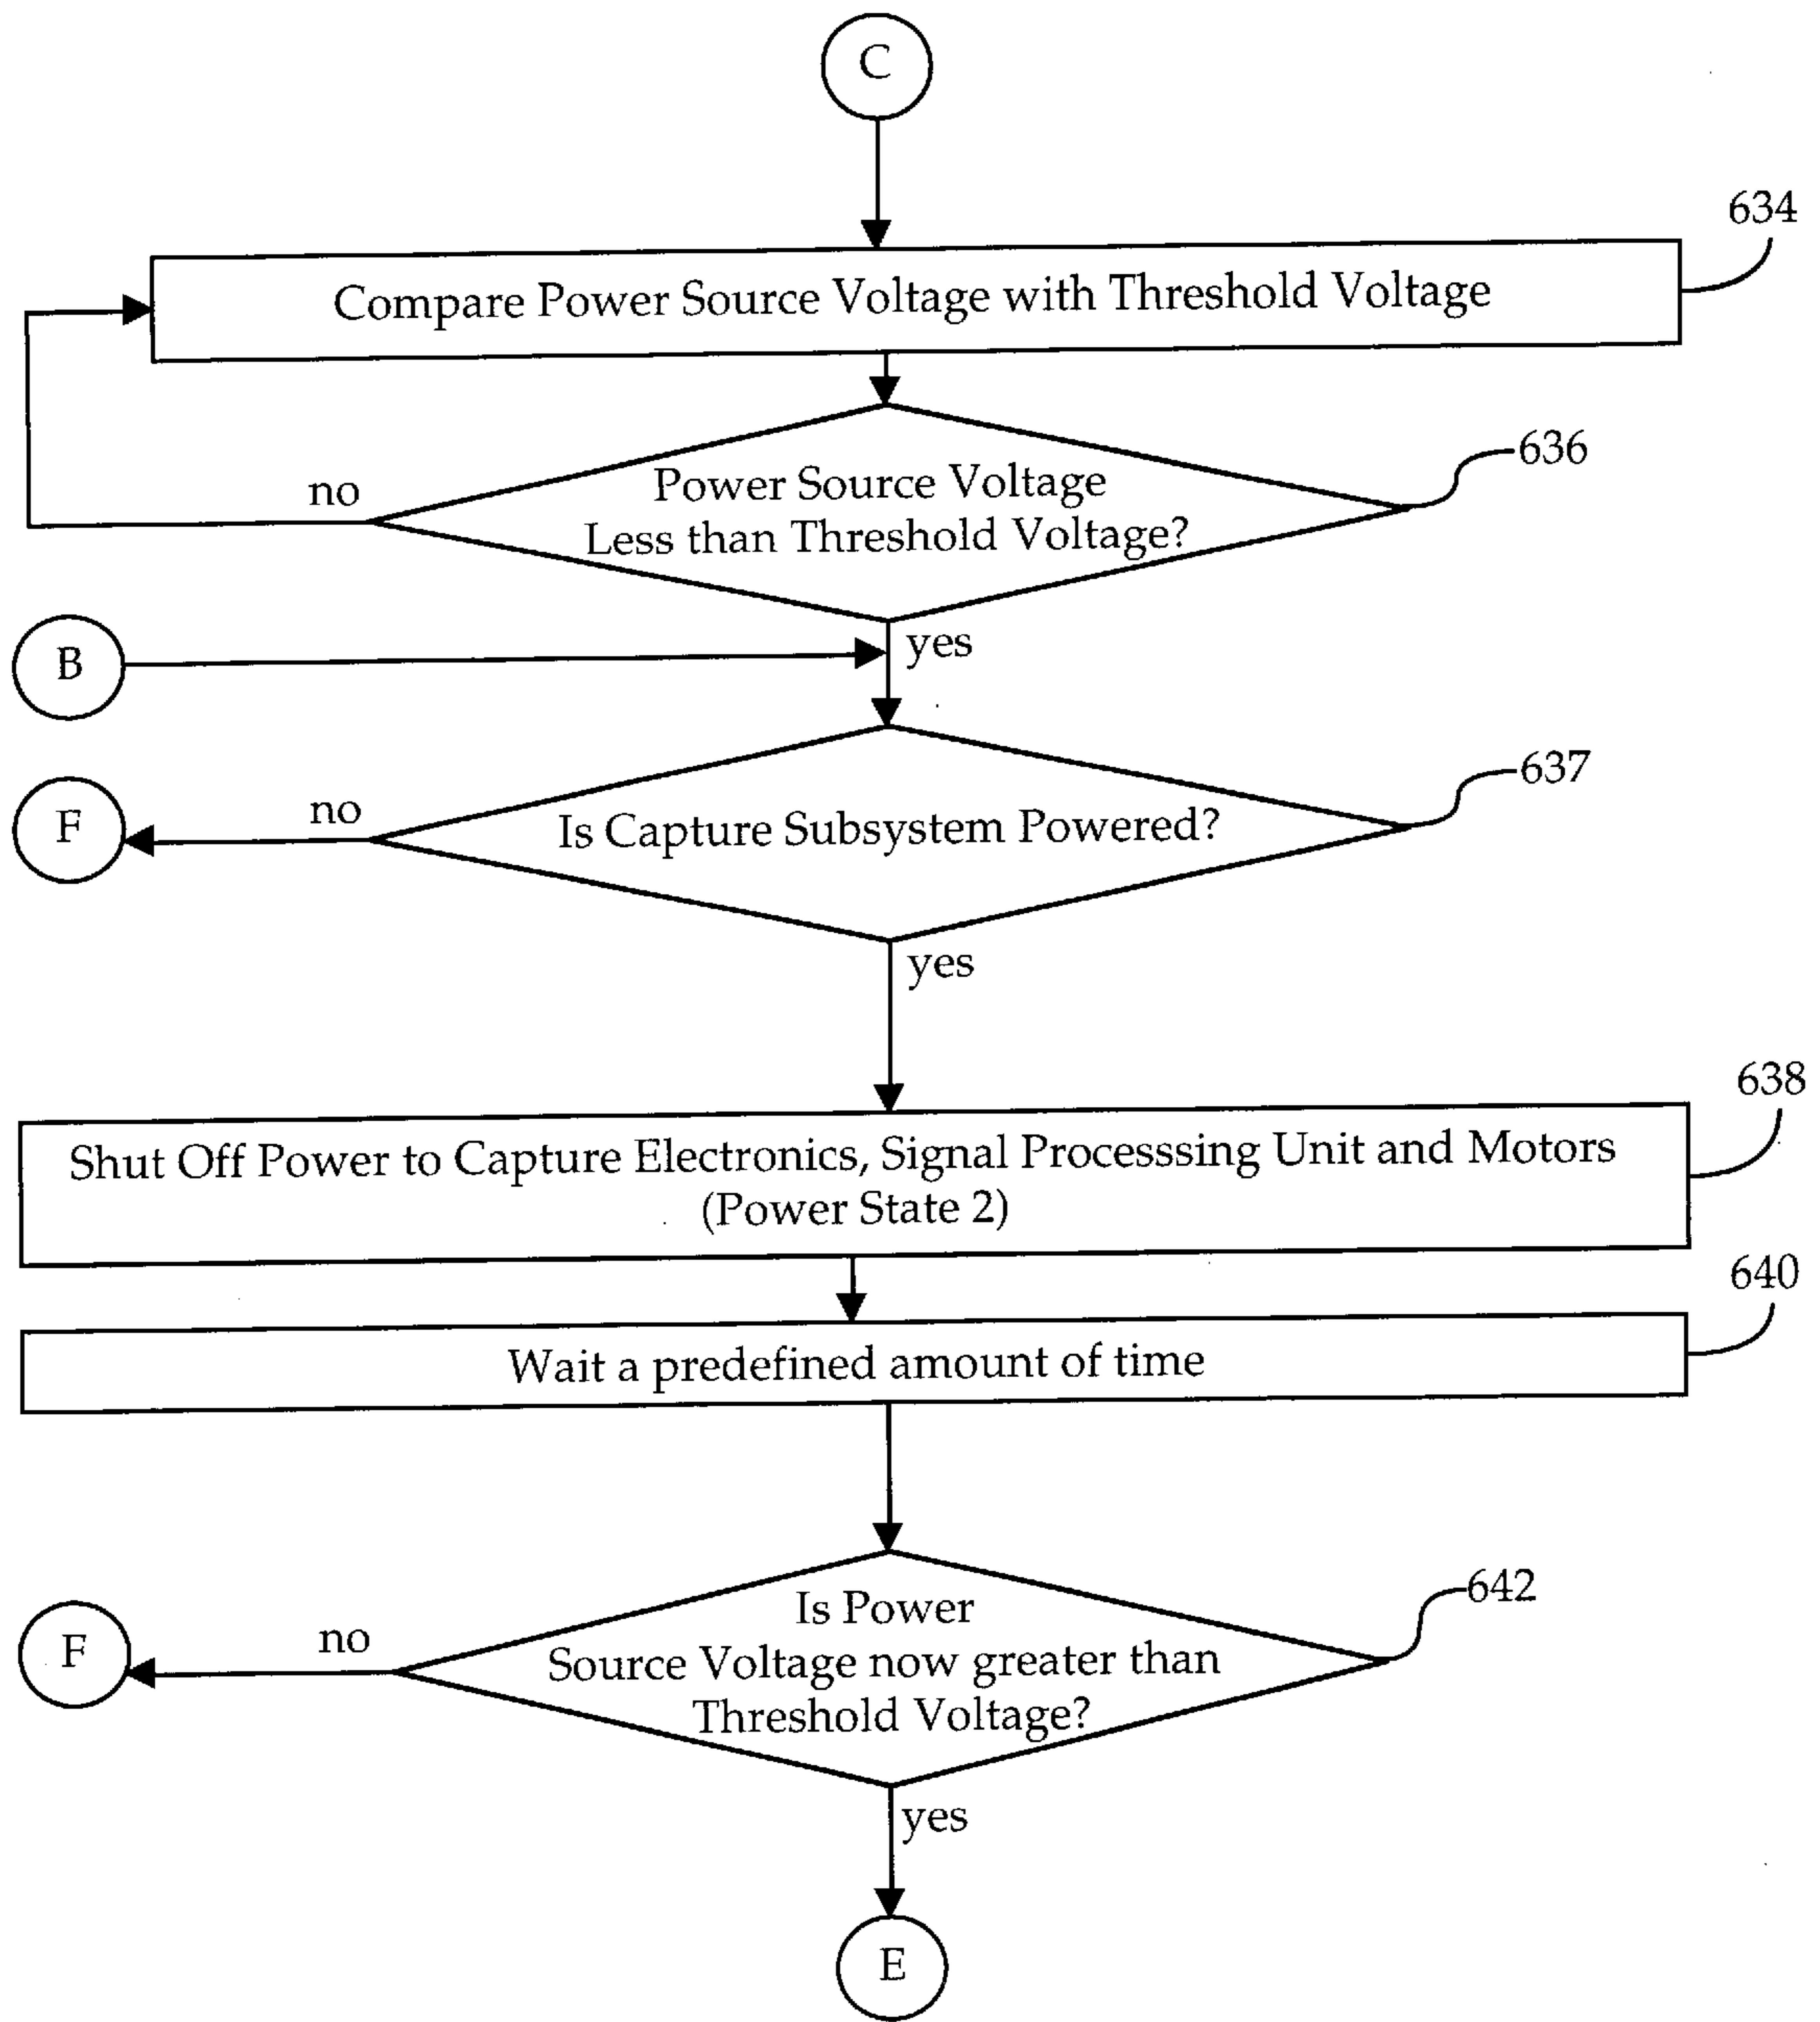 C
634
Compare Power Source Voltage with Threshold Voltage
636
no
Power Source Voltage
Less than Threshold Voltage?
B
yes
637
F
no
Is Capture Subsystem Powered?
yes
638
Shut Off Power to Capture Electronics, Signal Processsing Unit and Motors
(Power State 2)
640
Wait a predefined amount of time
642
F
no
Is Power
Source Voltage now greater than
Threshold Voltage?
yes
E